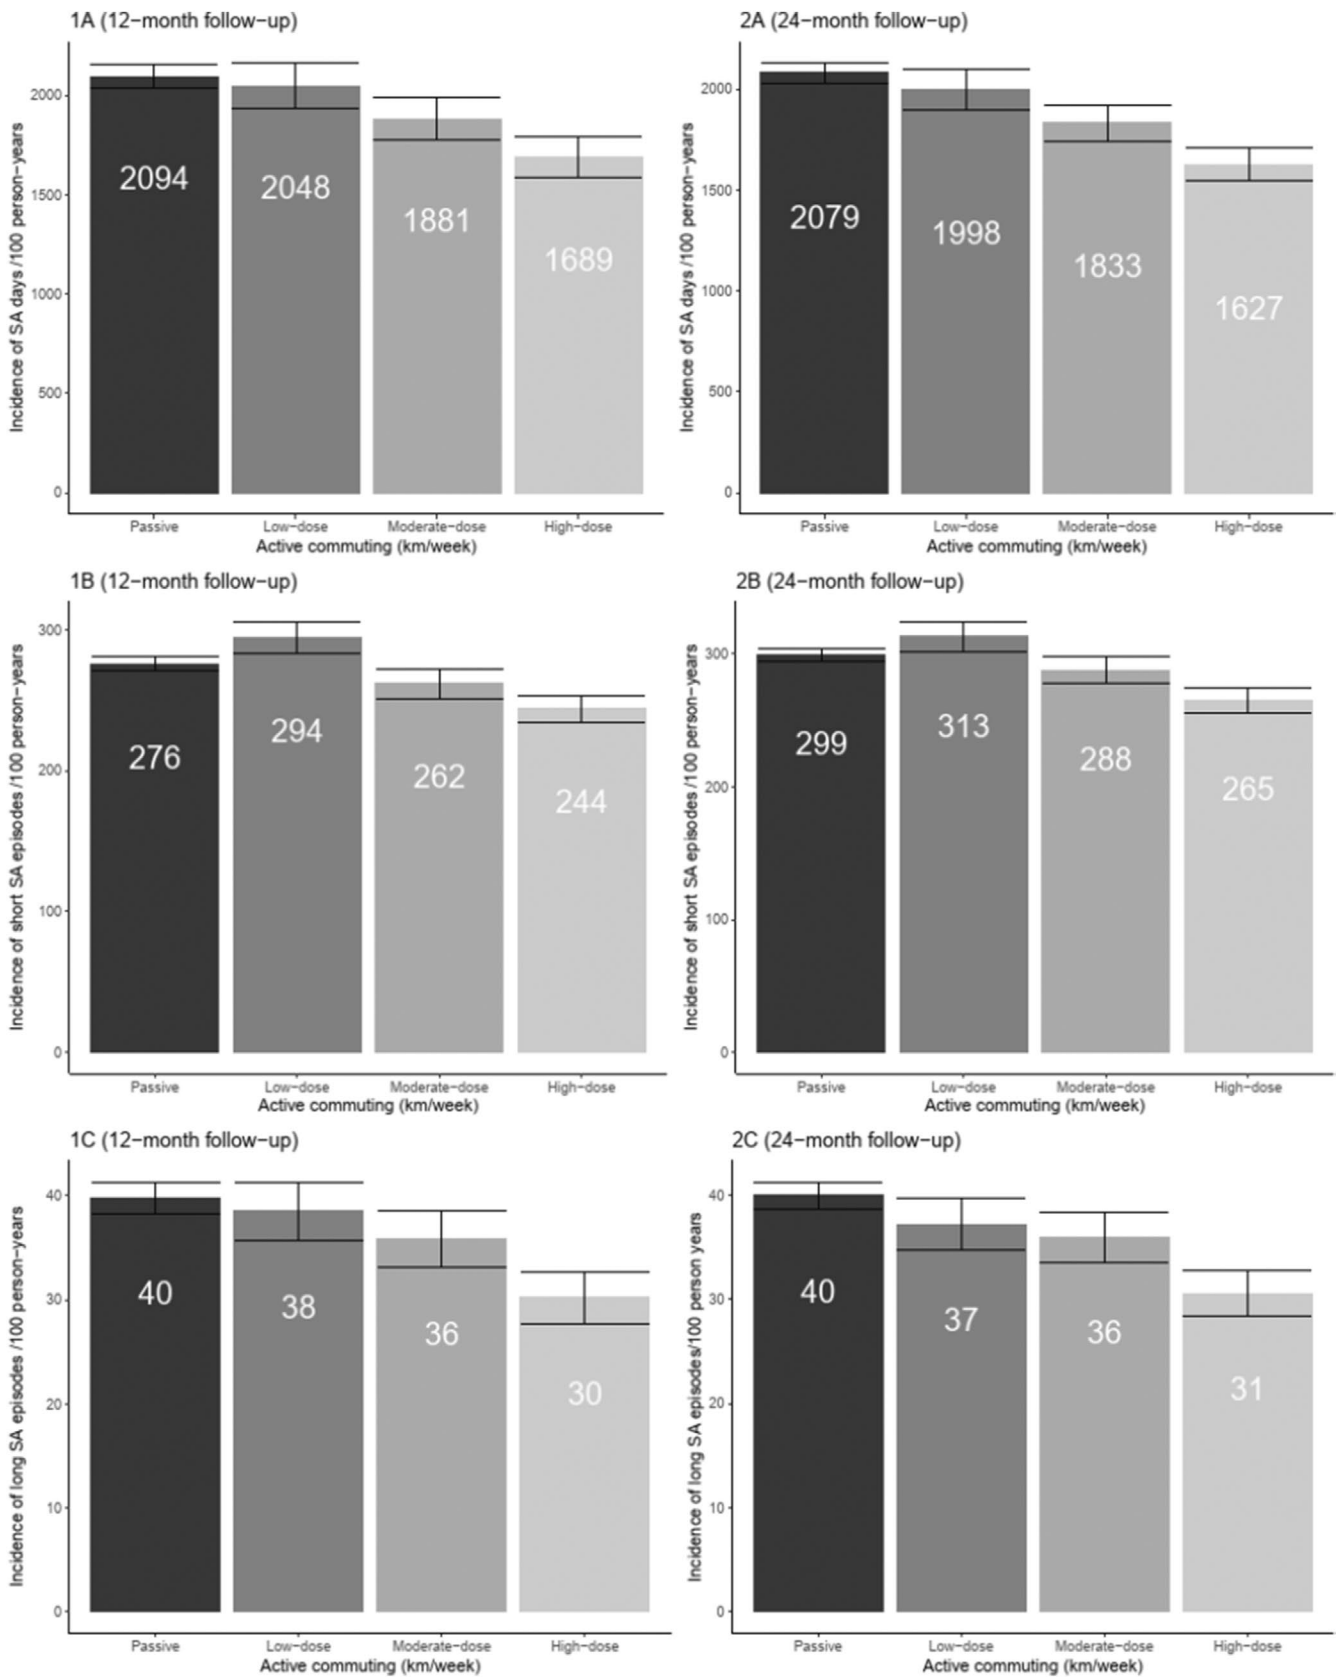 1A (12−month follow−up)
Incidence of SA days /100 person−years
2000
1500
1000
500
0
2094
2048
1881
1689
Passive
Low−dose
Moderate−dose
High−dose
Active commuting (km/week)
2A (24−month follow−up)
Incidence of SA days /100 person−years
2000
1500
1000
500
0
2079
1998
1833
1627
Passive
Low−dose
Moderate−dose
High−dose
Active commuting (km/week)
1B (12−month follow−up)
Incidence of short SA episodes /100 person−years
300
200
100
0
276
294
262
244
Passive
Low−dose
Moderate−dose
High−dose
Active commuting (km/week)
2B (24−month follow−up)
Incidence of short SA episodes /100 person−years
300
200
100
0
299
313
288
265
Passive
Low−dose
Moderate−dose
High−dose
Active commuting (km/week)
1C (12−month follow−up)
Incidence of long SA episodes /100 person−years
40
30
20
10
0
40
38
36
30
Passive
Low−dose
Moderate−dose
High−dose
Active commuting (km/week)
2C (24−month follow−up)
Incidence of long SA episodes/100 person years
40
30
20
10
0
40
37
36
31
Passive
Low−dose
Moderate−dose
High−dose
Active commuting (km/week)